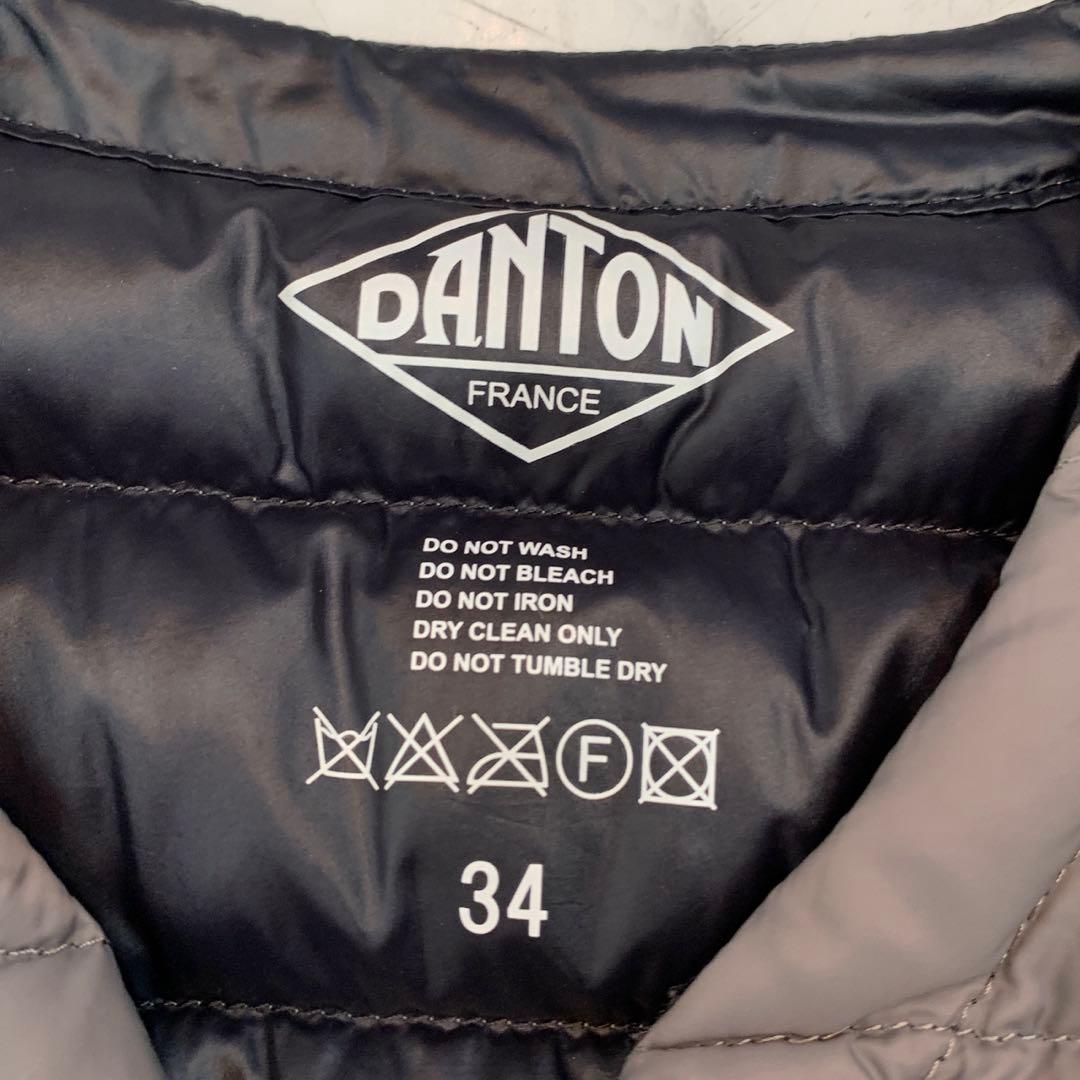 DANTON
FRANCE
DO NOT WASH
DO NOT BLEACH
DO NOT IRON
DRY CLEAN ONLY
DO NOT TUMBLE DRY
F
34